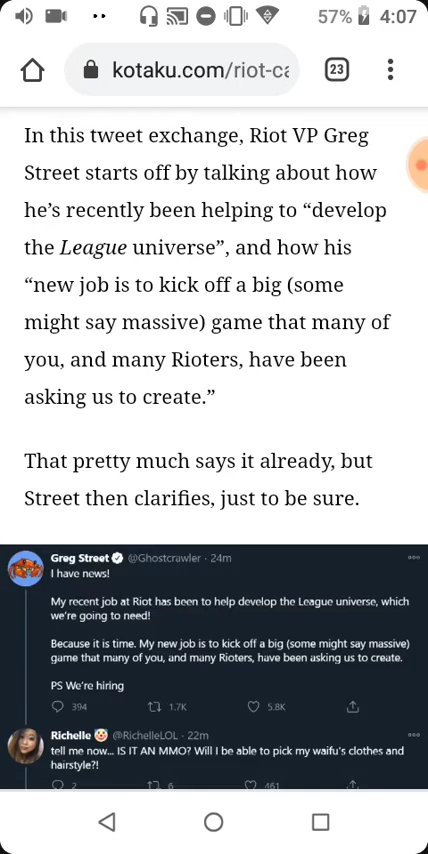 57% 4:07
kotaku.com/riot-ca
23
In this tweet exchange, Riot VP Greg
Street starts off by talking about how
he’s recently been helping to “develop
the League universe”, and how his
“new job is to kick off a big (some
might say massive) game that many of
you, and many Rioters, have been
asking us to create.”
That pretty much says it already, but
Street then clarifies, just to be sure.
Greg Street @Ghostcrawler · 24m
I have news!
My recent job at Riot has been to help develop the League universe, which
we’re going to need!
Because it is time. My new job is to kick off a big (some might say massive)
game that many of you, and many Rioters, have been asking us to create.
PS We’re hiring
394 1.7K 5.8K
Richelle 🤡 @RichelleLOL · 22m
tell me now... IS IT AN MMO? Will I be able to pick my waifu’s clothes and
hairstyle?!
2 6 461